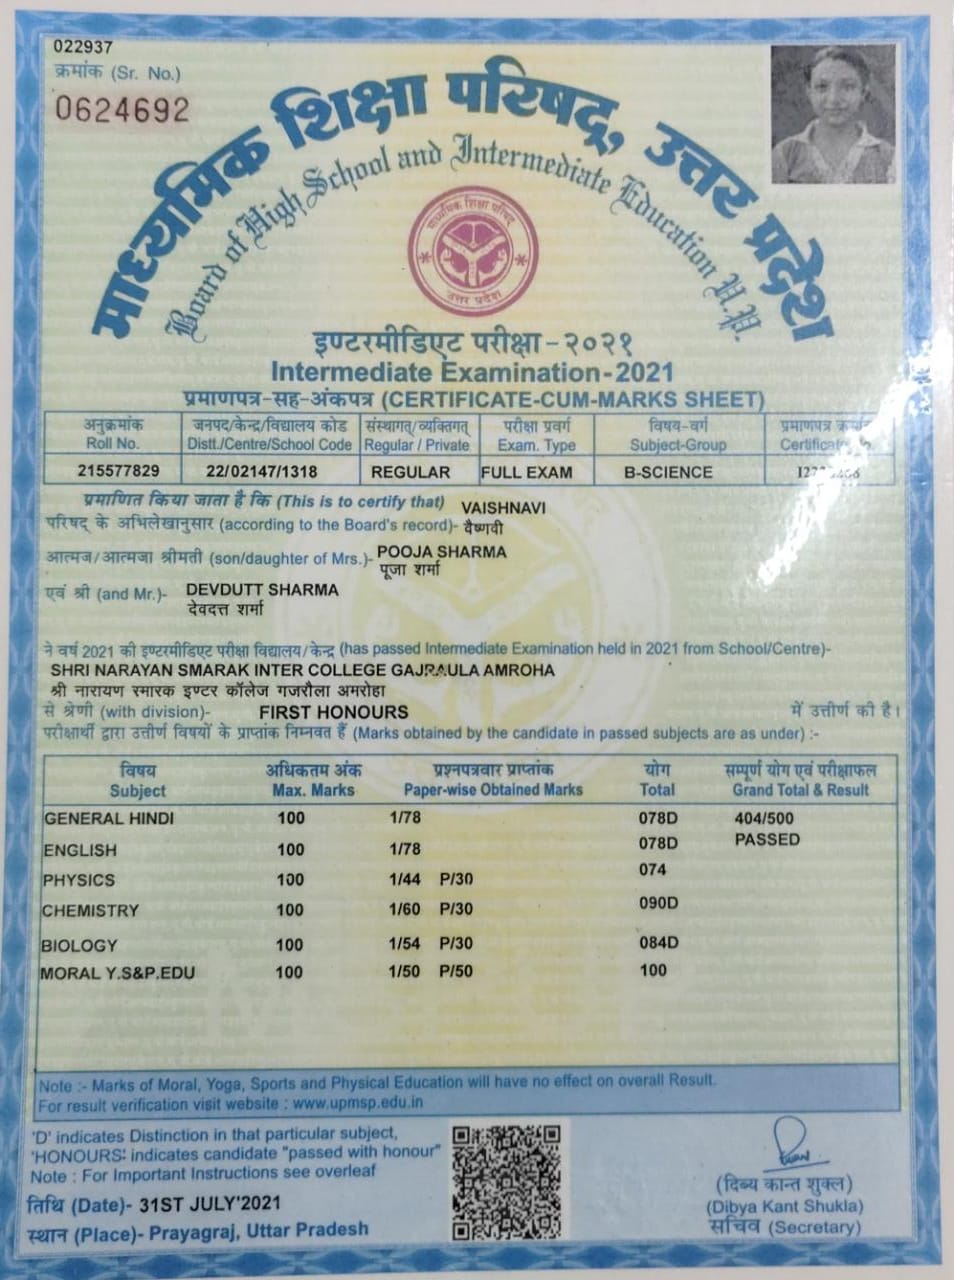 022937
क्रमांक (Sr. No.)
0624692
माध्यमिक शिक्षा परिषद्, उत्तर प्रदेश
Board of High School and Intermediate Education U.P.
माध्यमिक शिक्षा परिषद्
उत्तर प्रदेश
इण्टरमीडिएट परीक्षा-२०२१
Intermediate Examination-2021
प्रमाणपत्र-सह-अंकपत्र (CERTIFICATE-CUM-MARKS SHEET)
अनुक्रमांक जनपद/केन्द्र/विद्यालय कोड संस्थागत/व्यक्तिगत परीक्षा प्रवर्ग विषय-वर्ग प्रमाणपत्र
Roll No. Distt./Centre/School Code Regular / Private Exam. Type Subject-Group
215577829 22/02147/1318 REGULAR FULL EXAM B-SCIENCE
प्रमाणित किया जाता है कि (This is to certify that) VAISHNAVI
परिषद् के अभिलेखानुसार (according to the Board's record)- वैष्णवी
आत्मज/आत्मजा श्रीमती (son/daughter of Mrs.)- POOJA SHARMA
पूजा शर्मा
एवं श्री (and Mr.)- DEVDUTT SHARMA
देवदत्त शर्मा
ने वर्ष 2021 की इण्टरमीडिएट परीक्षा विद्यालय/केन्द्र (has passed Intermediate Examination held in 2021 from School/Centre)-
SHRI NARAYAN SMARAK INTER COLLEGE GAJRAULA AMROHA
श्री नारायण स्मारक इण्टर कॉलेज गजरौला अमरोहा
से श्रेणी (with division)- FIRST HONOURS में उत्तीर्ण की है।
परीक्षार्थी द्वारा उत्तीर्ण विषयों के प्राप्तांक निम्नवत हैं (Marks obtained by the candidate in passed subjects are as under) :-
विषय अधिकतम अंक प्रश्नपत्रवार प्राप्तांक योग सम्पूर्ण योग एवं परीक्षाफल
Subject Max. Marks Paper-wise Obtained Marks Total Grand Total & Result
GENERAL HINDI 100 1/78 078D 404/500
ENGLISH 100 1/78 078D PASSED
PHYSICS 100 1/44 P/30 074
CHEMISTRY 100 1/60 P/30 090D
BIOLOGY 100 1/54 P/30 084D
MORAL Y.S&P.EDU 100 1/50 P/50 100
Note :- Marks of Moral, Yoga, Sports and Physical Education will have no effect on overall Result.
For result verification visit website : www.upmsp.edu.in
'D' indicates Distinction in that particular subject,
'HONOURS: indicates candidate "passed with honour"
Note : For Important Instructions see overleaf
तिथि (Date)- 31ST JULY'2021
स्थान (Place)- Prayagraj, Uttar Pradesh
(दिब्य कान्त शुक्ल)
(Dibya Kant Shukla)
सचिव (Secretary)